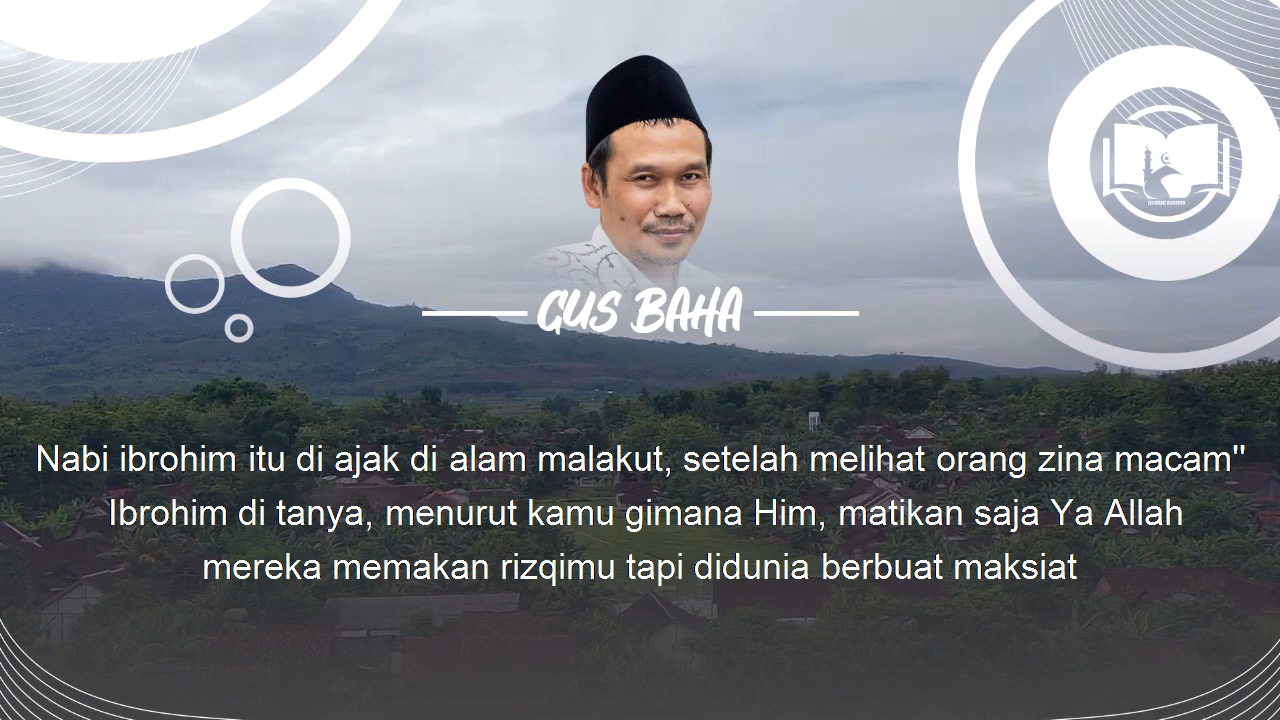 GUS BAHA
Nabi ibrohim itu di ajak di alam malakut, setelah melihat orang zina macam"
Ibrohim di tanya, menurut kamu gimana Him, matikan saja Ya Allah
mereka memakan rizqimu tapi didunia berbuat maksiat